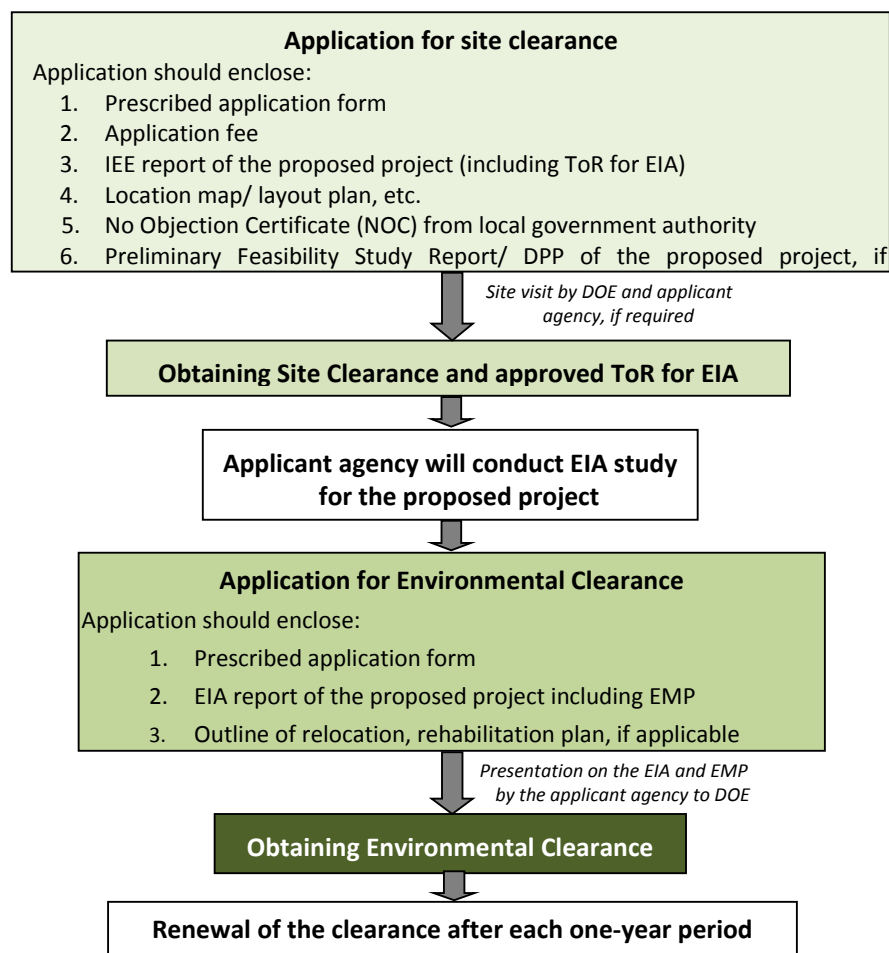 Application for site clearance
Application should enclose:
1. Prescribed application form
2. Application fee
3. IEE report of the proposed project (including ToR for EIA)
4. Location map/ layout plan, etc.
5. No Objection Certificate (NOC) from local government authority
6. Preliminary Feasibility Study Report/ DPP of the proposed project, if
Site visit by DOE and applicant
agency, if required
Obtaining Site Clearance and approved ToR for EIA
Applicant agency will conduct EIA study
for the proposed project
Application for Environmental Clearance
Application should enclose:
1. Prescribed application form
2. EIA report of the proposed project including EMP
3. Outline of relocation, rehabilitation plan, if applicable
Presentation on the EIA and EMP
by the applicant agency to DOE
Obtaining Environmental Clearance
Renewal of the clearance after each one-year period